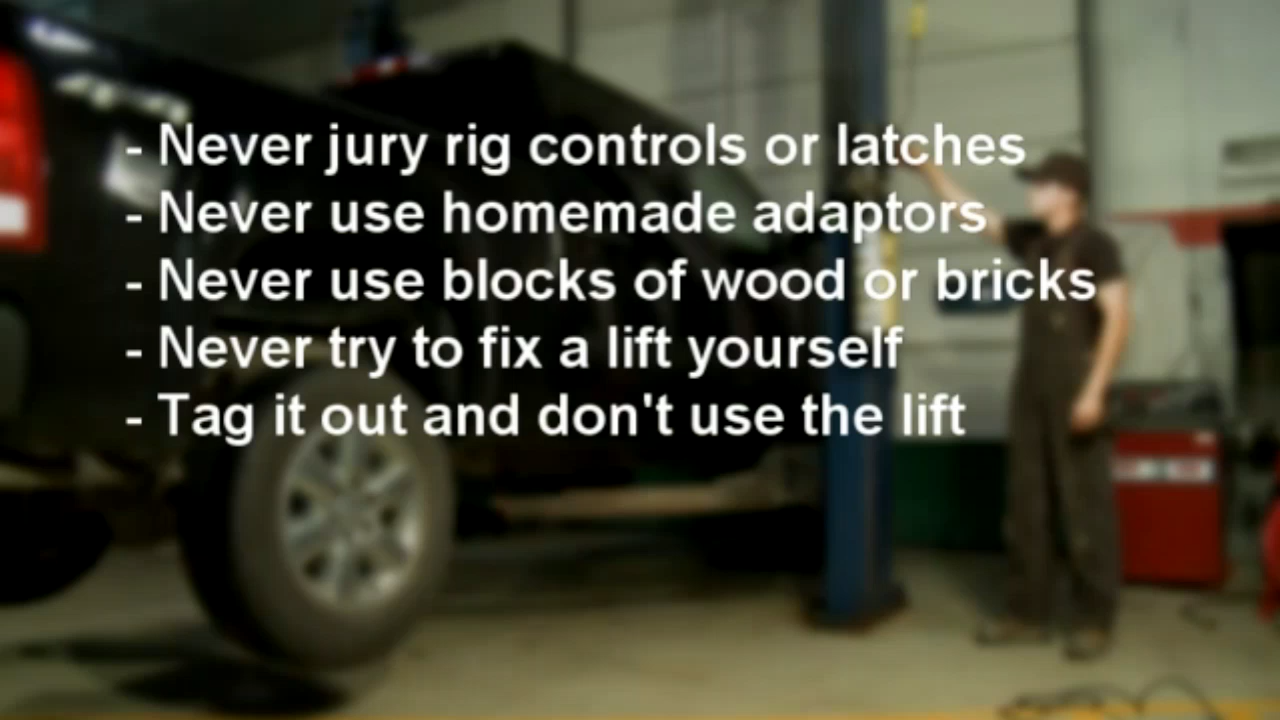 - Never jury rig controls or latches
- Never use homemade adaptors
- Never use blocks of wood or bricks
- Never try to fix a lift yourself
- Tag it out and don't use the lift